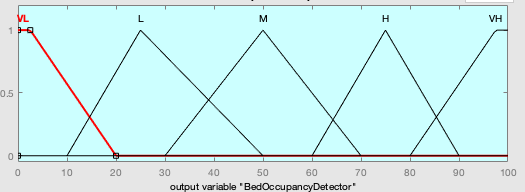 VL L M H VH
1
0.5
0
0 10 20 30 40 50 60 70 80 90 100
output variable "BedOccupancyDetector"